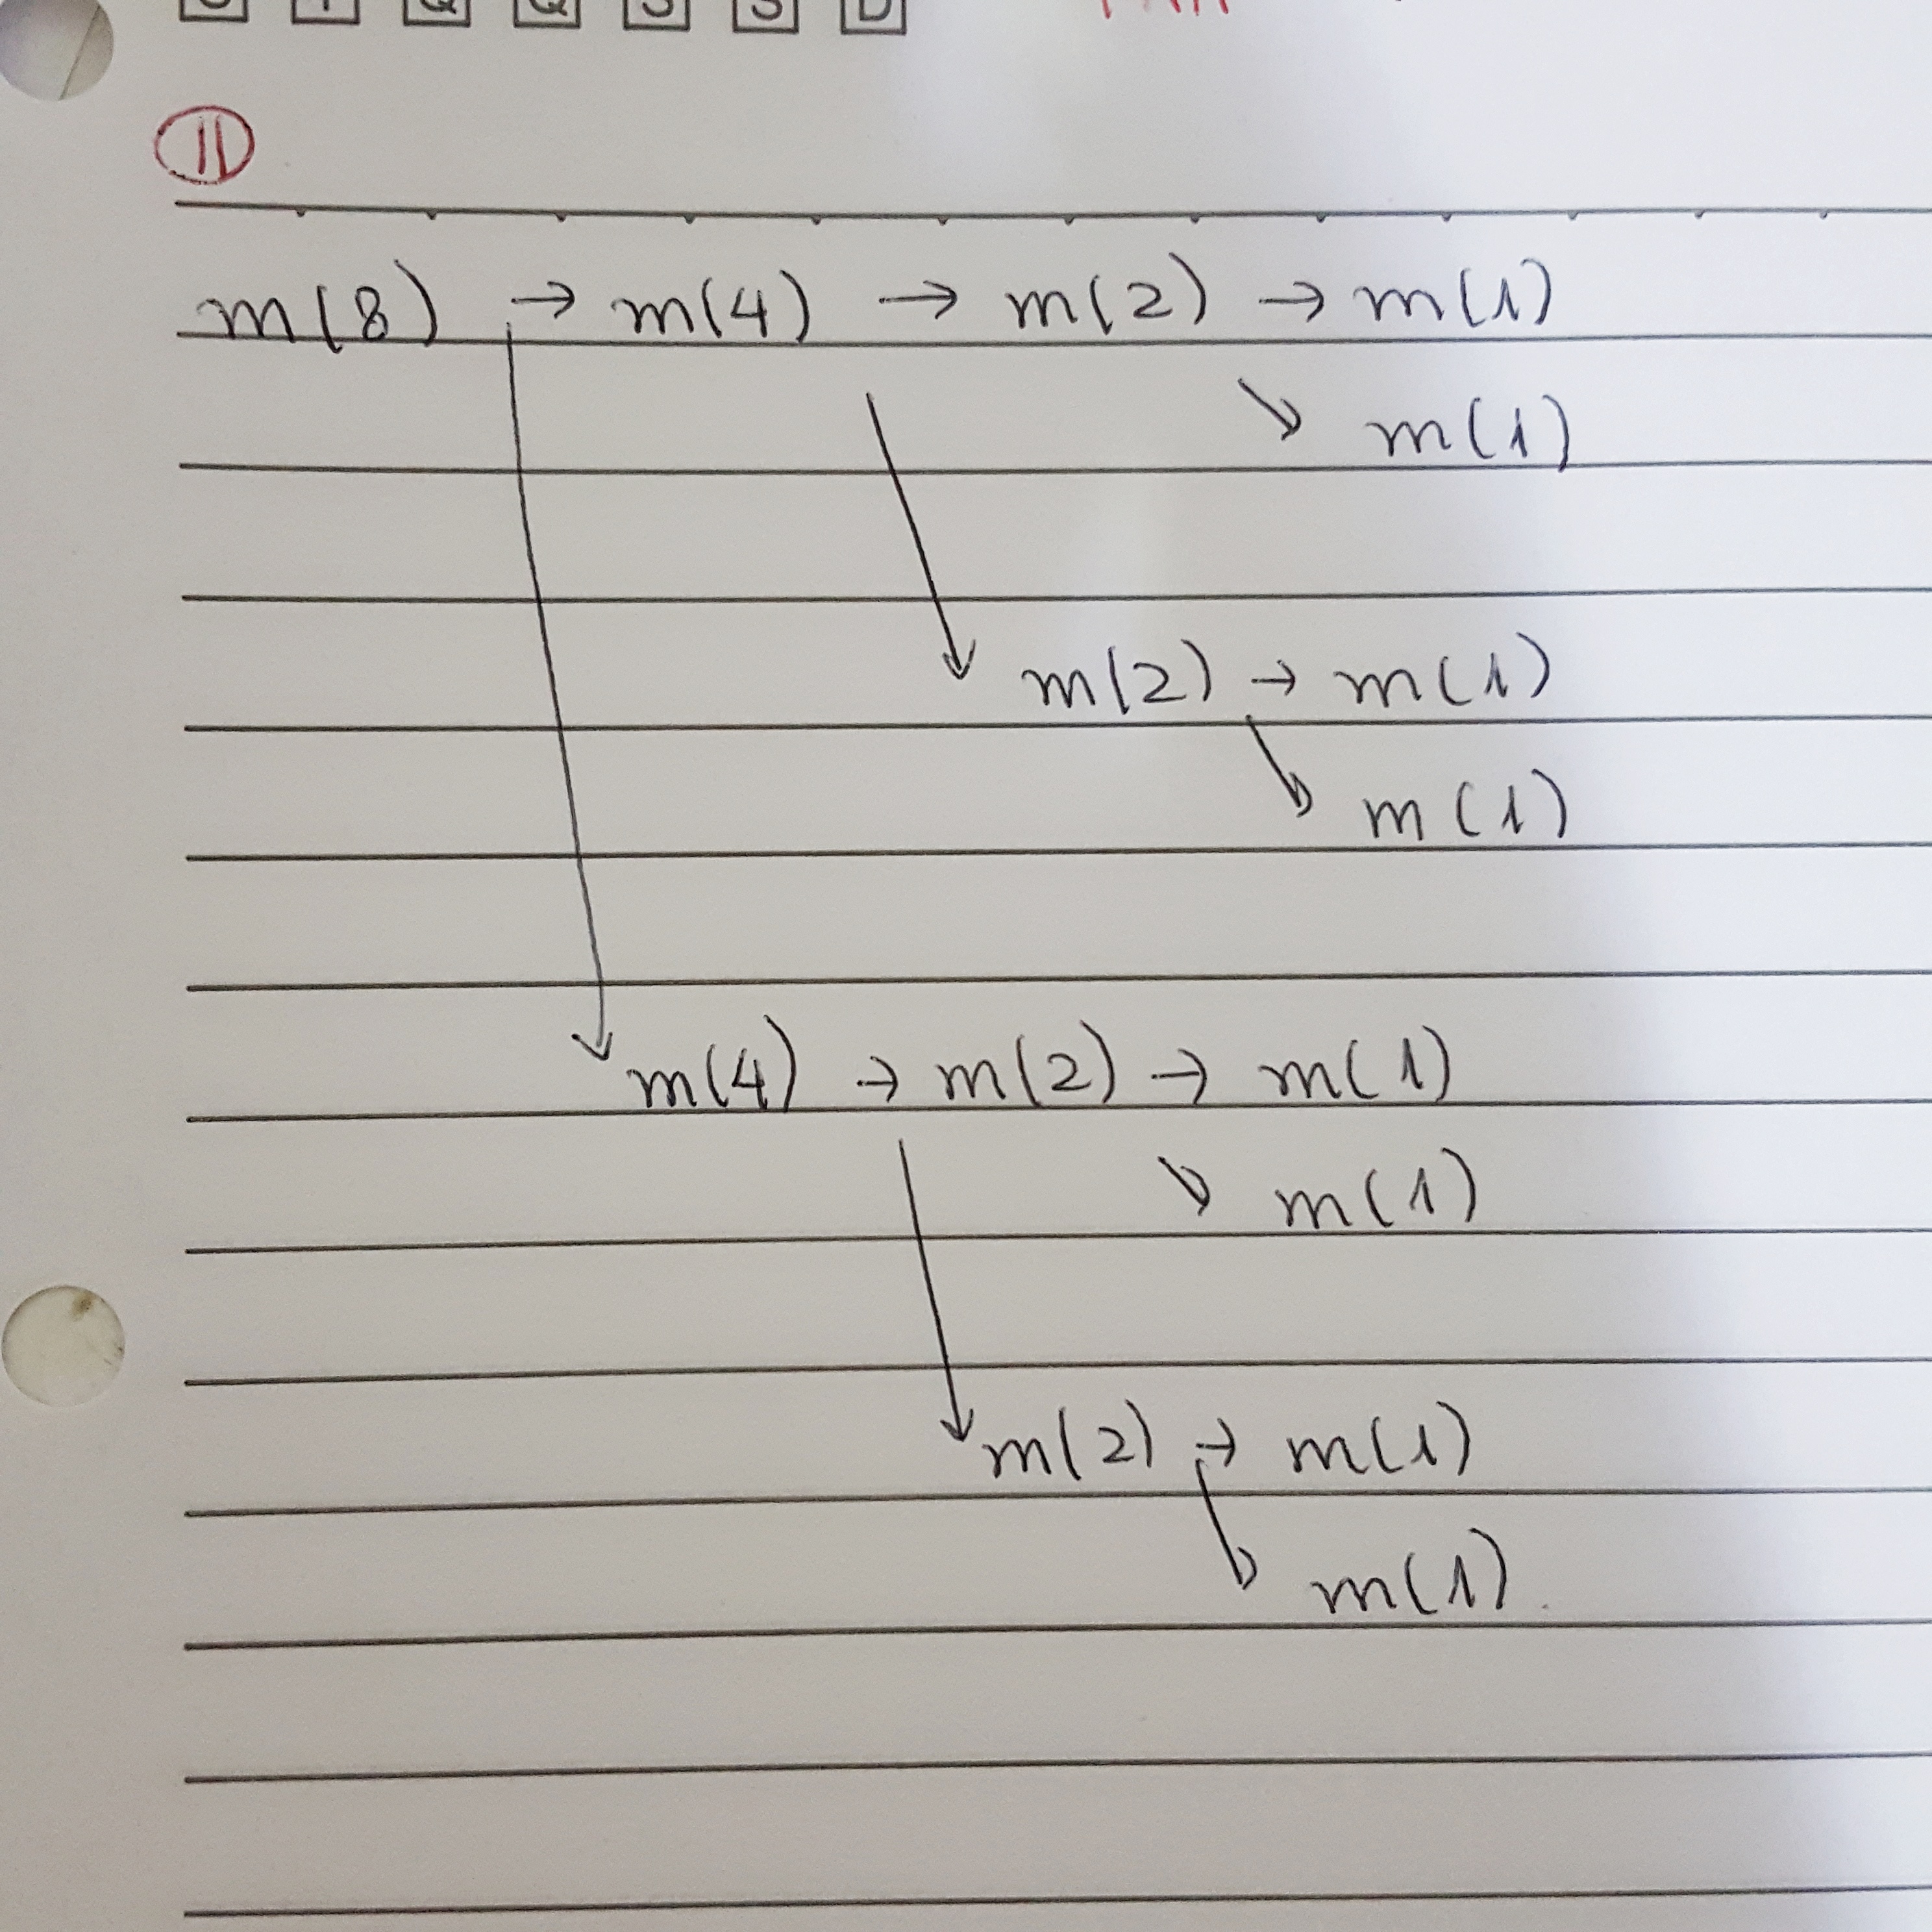 11
m(8) → m(4) → m(2) → m(1)
↘ m(1)
m(2) → m(1)
↘ m(1)
m(4) → m(2) → m(1)
↘ m(1)
m(2) → m(1)
↘ m(1)